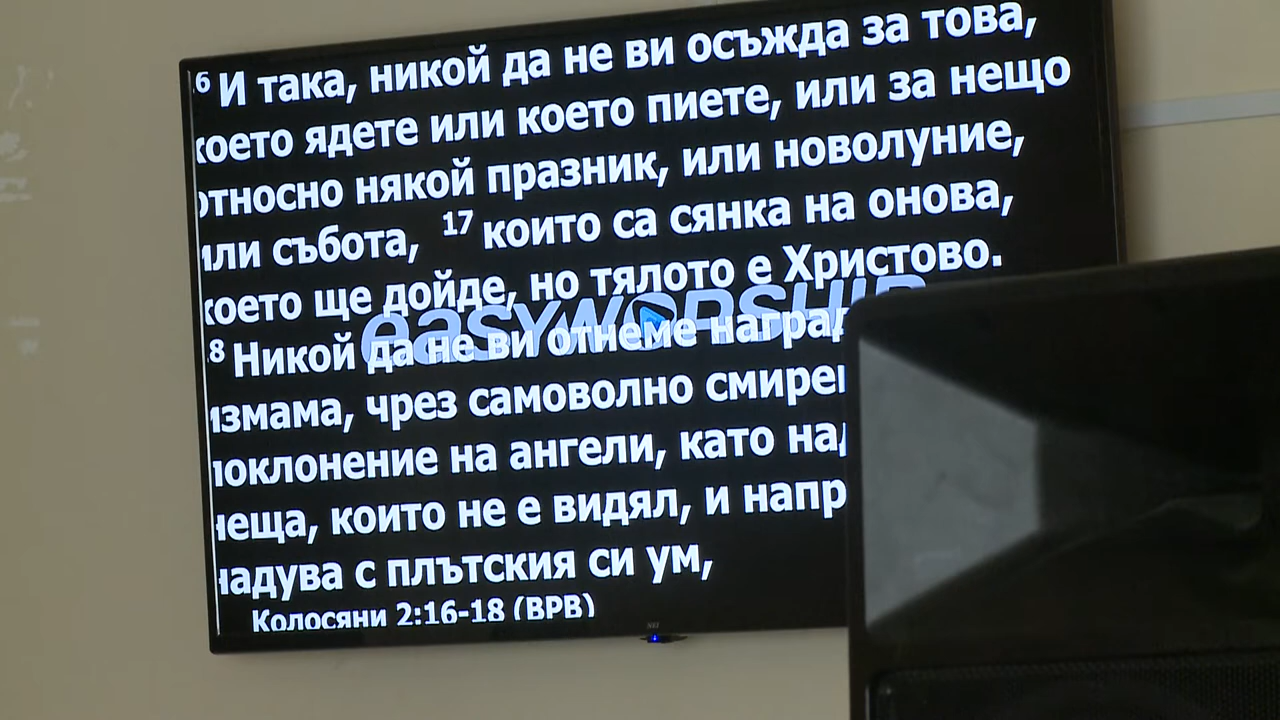 6 И така, никой да не ви осъжда за това,
което ядете или което пиете, или за нещо
относно някой празник, или новолуние,
или събота, 17 които са сянка на онова,
което ще дойде, но тялото е Христово.
easyworship
8 Никой да не ви отнеме
измама, чрез самоволно
поклонение на ангели, като
неща, които не е видял, и
надува с плътския си ум,
Колосяни 2:16-18 (ВРВ)